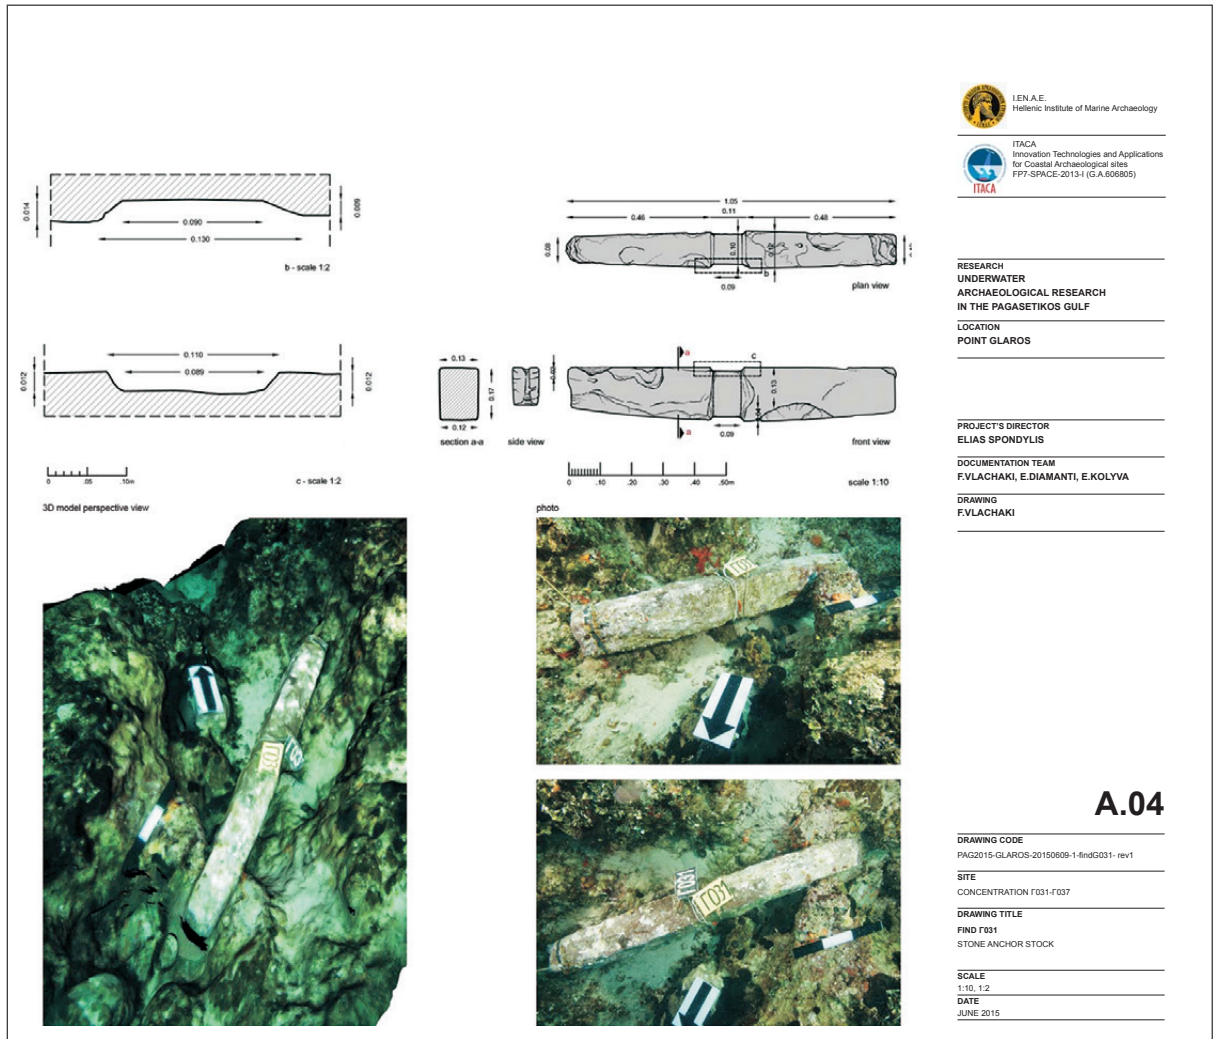 I.EN.A.E.
Hellenic Institute of Marine Archaeology
ITACA
Innovation Technologies and Applications
for Coastal Archaeological sites
FP7-SPACE-2013-I (G.A.606805)
ITACA
0.014
0.009
0.090
0.130
b - scale 1:2
1.05
0.46
0.11
0.48
0.08
0.10
0.12
b
0.09
plan view
RESEARCH
UNDERWATER
ARCHAEOLOGICAL RESEARCH
IN THE PAGASETIKOS GULF
LOCATION
POINT GLAROS
0.110
0.089
0.012
0.012
0.13
0.17
0.12
section a-a
side view
a
c
0.13
0.09
a
front view
0 .05 .10m
c - scale 1:2
0 .10 .20 .30 .40 .50m
scale 1:10
PROJECT'S DIRECTOR
ELIAS SPONDYLIS
DOCUMENTATION TEAM
F.VLACHAKI, E.DIAMANTI, E.KOLYVA
DRAWING
F.VLACHAKI
3D model perspective view
photo
Γ031
Γ031
Γ031
Γ031
A.04
DRAWING CODE
PAG2015-GLAROS-20150609-1-findG031- rev1
SITE
CONCENTRATION Γ031-Γ037
DRAWING TITLE
FIND Γ031
STONE ANCHOR STOCK
SCALE
1:10, 1:2
DATE
JUNE 2015